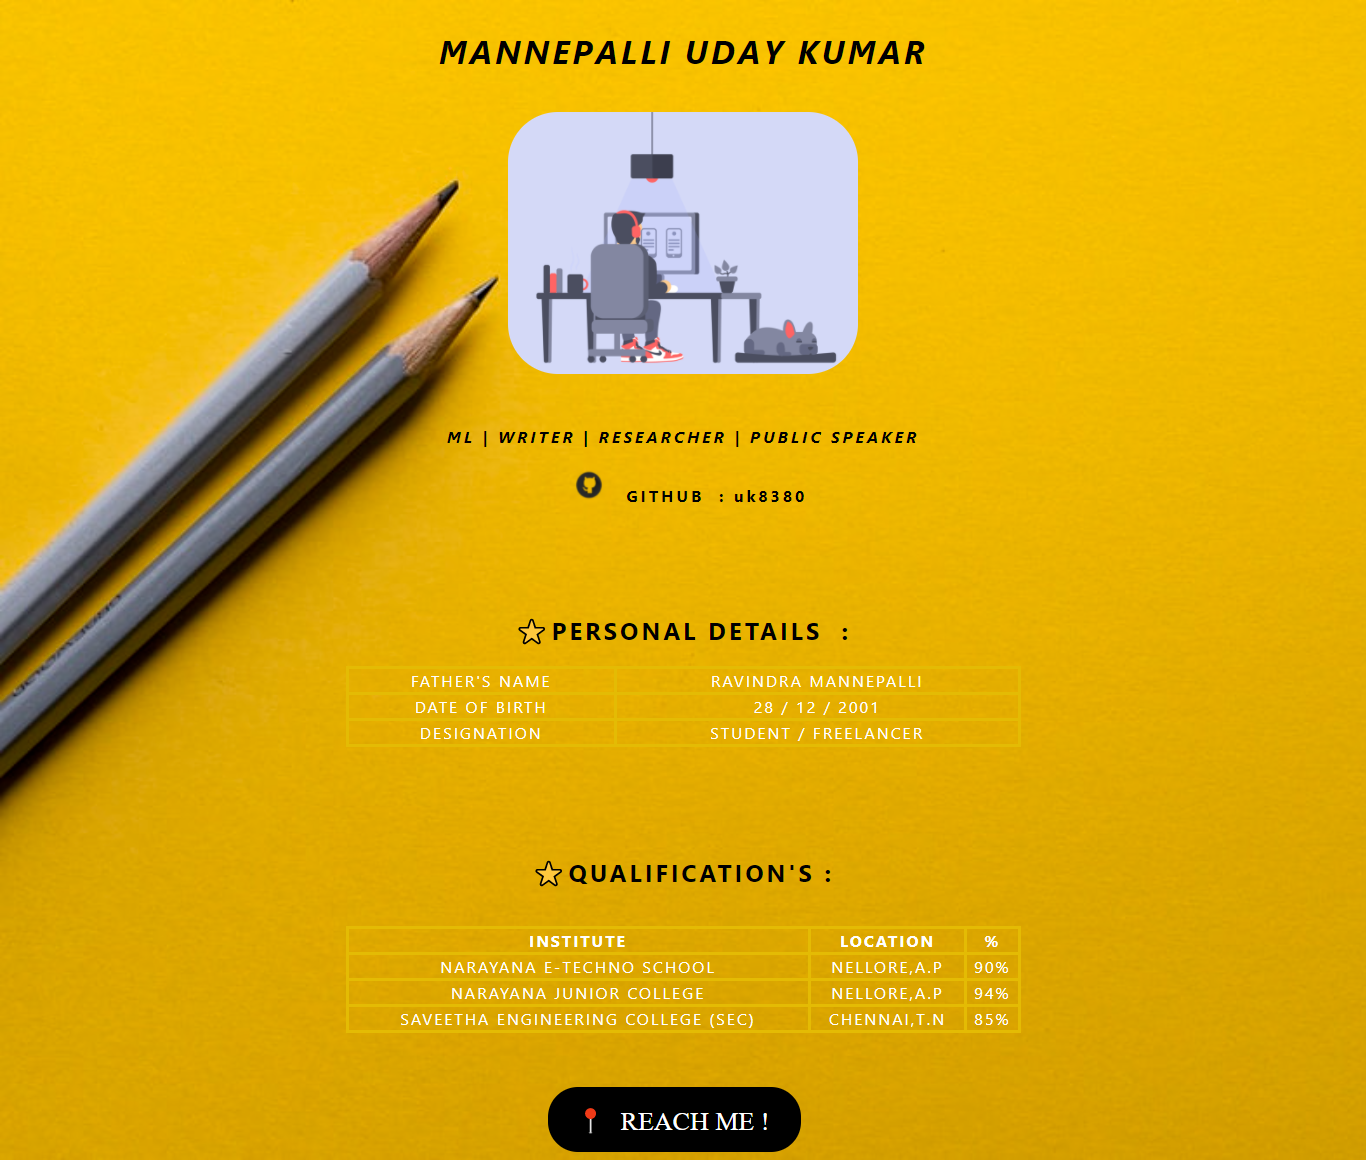 MANNEPALLI UDAY KUMAR
ML | WRITER | RESEARCHER | PUBLIC SPEAKER
GITHUB : uk8380
PERSONAL DETAILS :
FATHER'S NAME RAVINDRA MANNEPALLI
DATE OF BIRTH 28 / 12 / 2001
DESIGNATION STUDENT / FREELANCER
QUALIFICATION'S :
INSTITUTE LOCATION %
NARAYANA E-TECHNO SCHOOL NELLORE,A.P 90%
NARAYANA JUNIOR COLLEGE NELLORE,A.P 94%
SAVEETHA ENGINEERING COLLEGE (SEC) CHENNAI,T.N 85%
REACH ME !